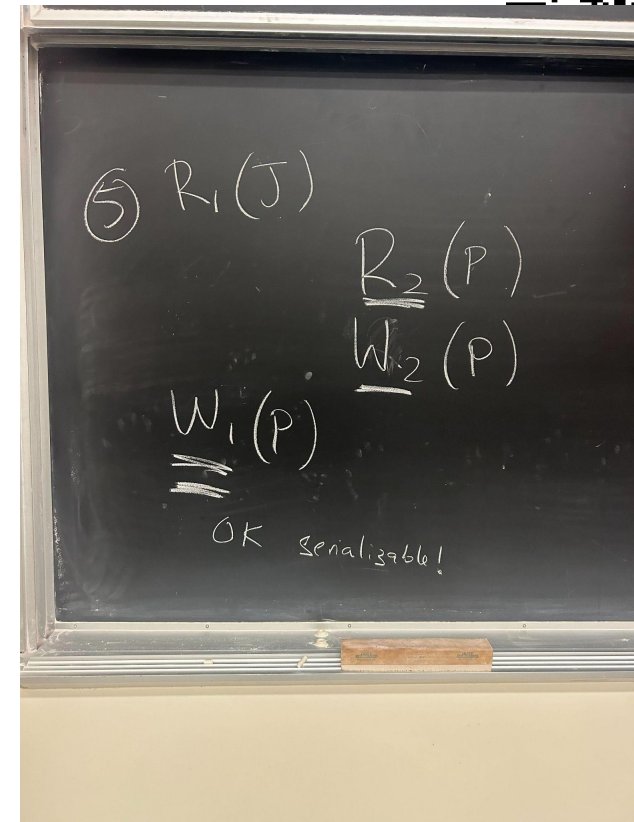 ⑤ R₁(J)
R₂(P)
W₂(P)
W₁(P)
OK serializable!